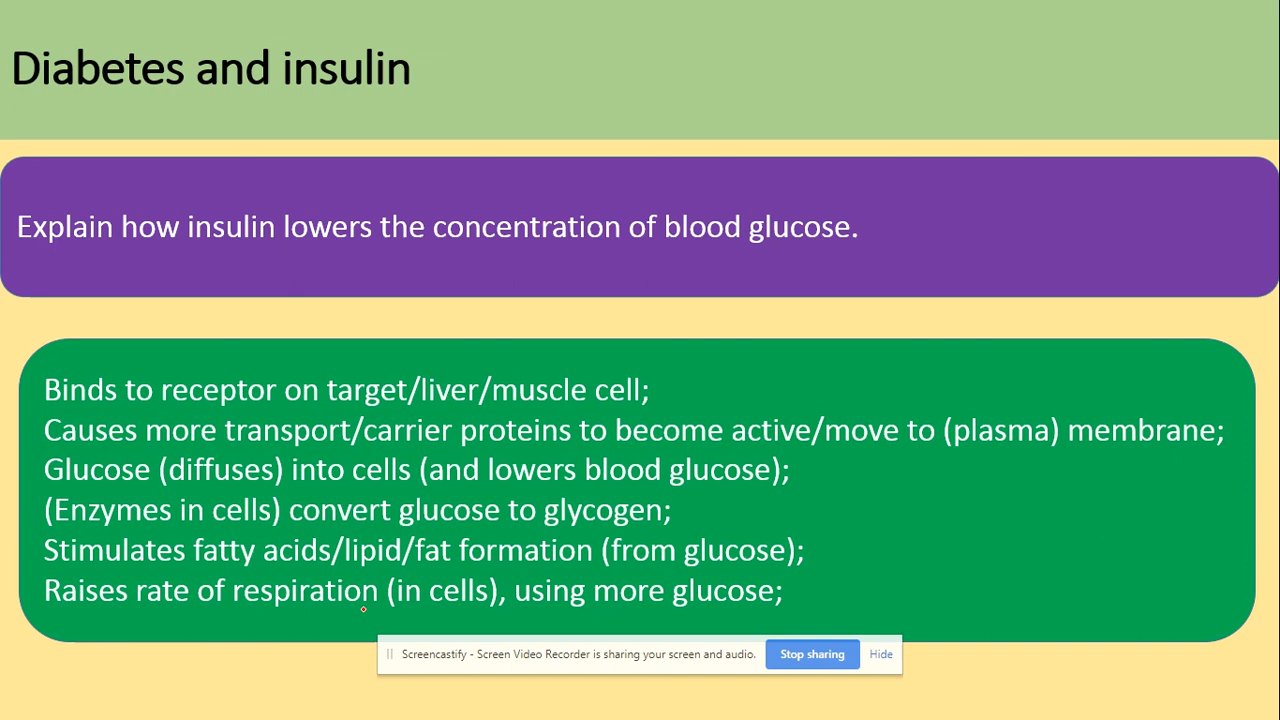 Diabetes and insulin
Explain how insulin lowers the concentration of blood glucose.
Binds to receptor on target/liver/muscle cell;
Causes more transport/carrier proteins to become active/move to (plasma) membrane;
Glucose (diffuses) into cells (and lowers blood glucose);
(Enzymes in cells) convert glucose to glycogen;
Stimulates fatty acids/lipid/fat formation (from glucose);
Raises rate of respiration (in cells), using more glucose;
Screencastify - Screen Video Recorder is sharing your screen and audio. Stop sharing Hide